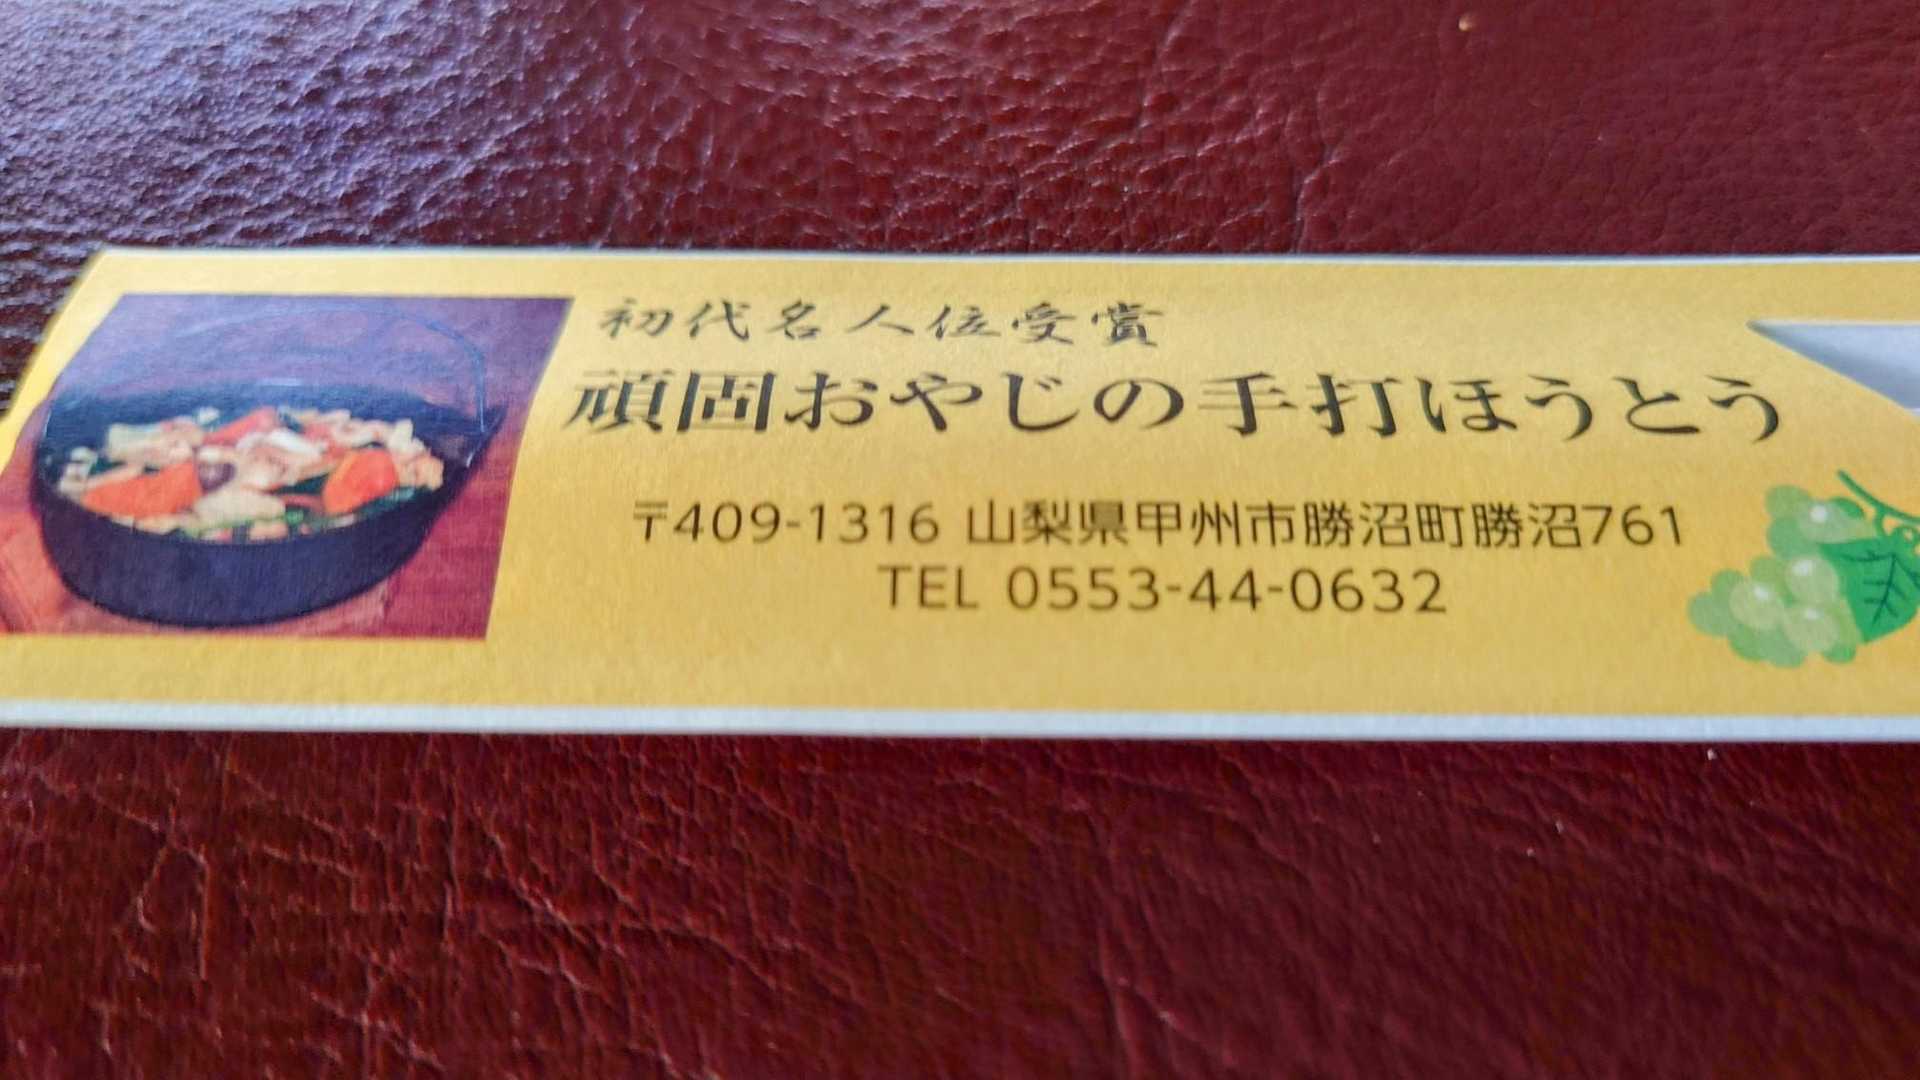 初代名人位受賞
頑固おやじの手打ほうとう
〒409-1316 山梨県甲州市勝沼町勝沼761
TEL 0553-44-0632